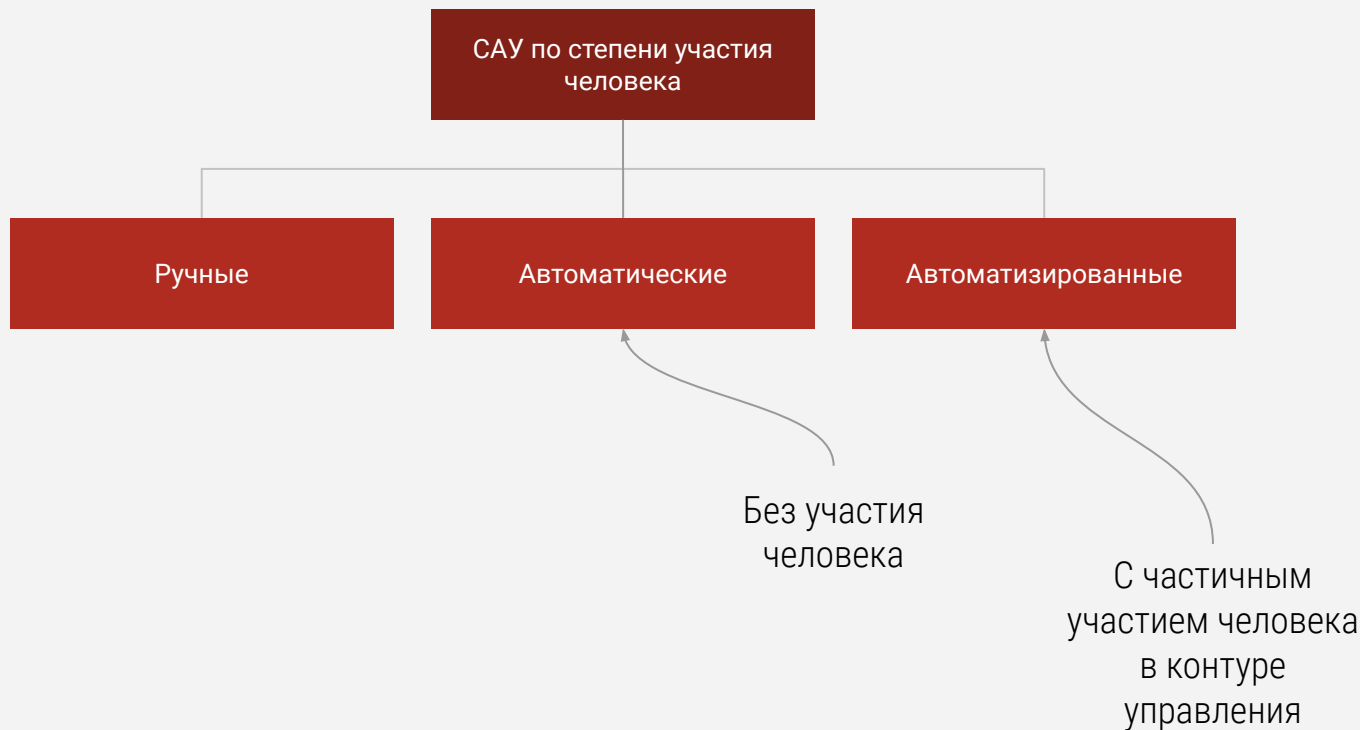 САУ по степени участия
человека
Ручные
Автоматические
Автоматизированные
Без участия
человека
С частичным
участием человека
в контуре
управления